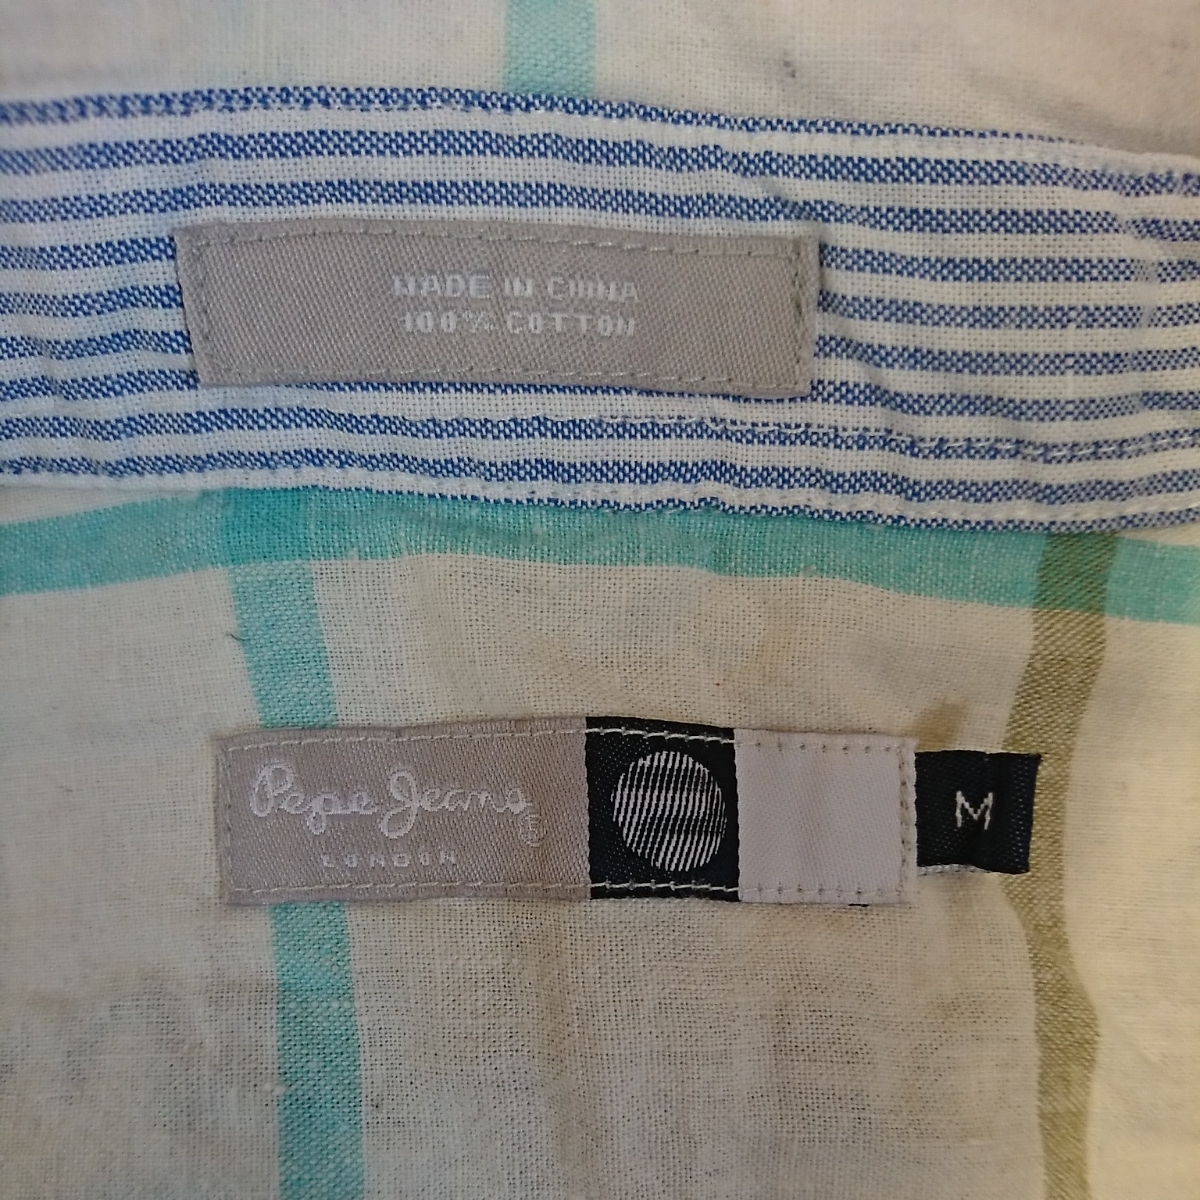 MADE IN CHINA
100% COTTON
Pepe Jeans
LONDON
M